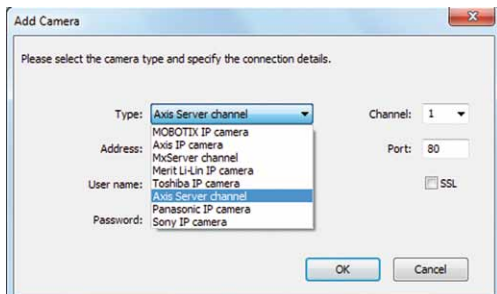 Add Camera
Please select the camera type and specify the connection details.
Type: Axis Server channel Channel: 1
MOBOTIX IP camera
Axis IP camera
Address: MxServer channel Port: 80
Merit Li-Lin IP camera
User name: Toshiba IP camera SSL
Axis Server channel
Panasonic IP camera
Password: Sony IP camera
OK Cancel